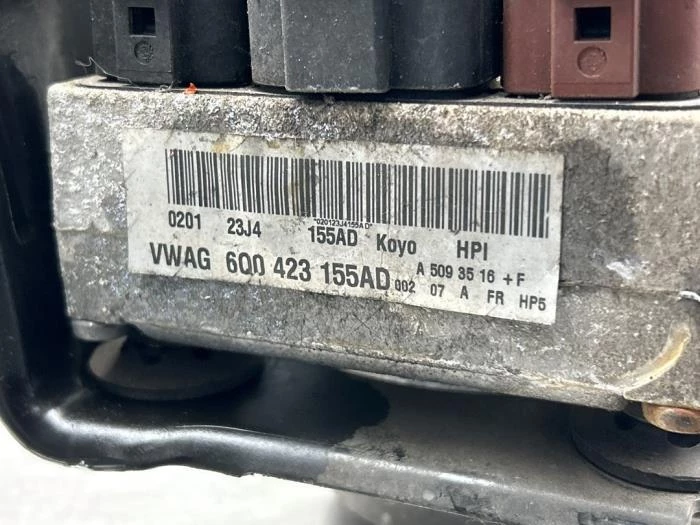 *020123J4155AD*
0201 23J4 155AD Koyo HPI
VWAG 6Q0 423 155AD 002 07 A FR HP5
A 509 35 16 + F